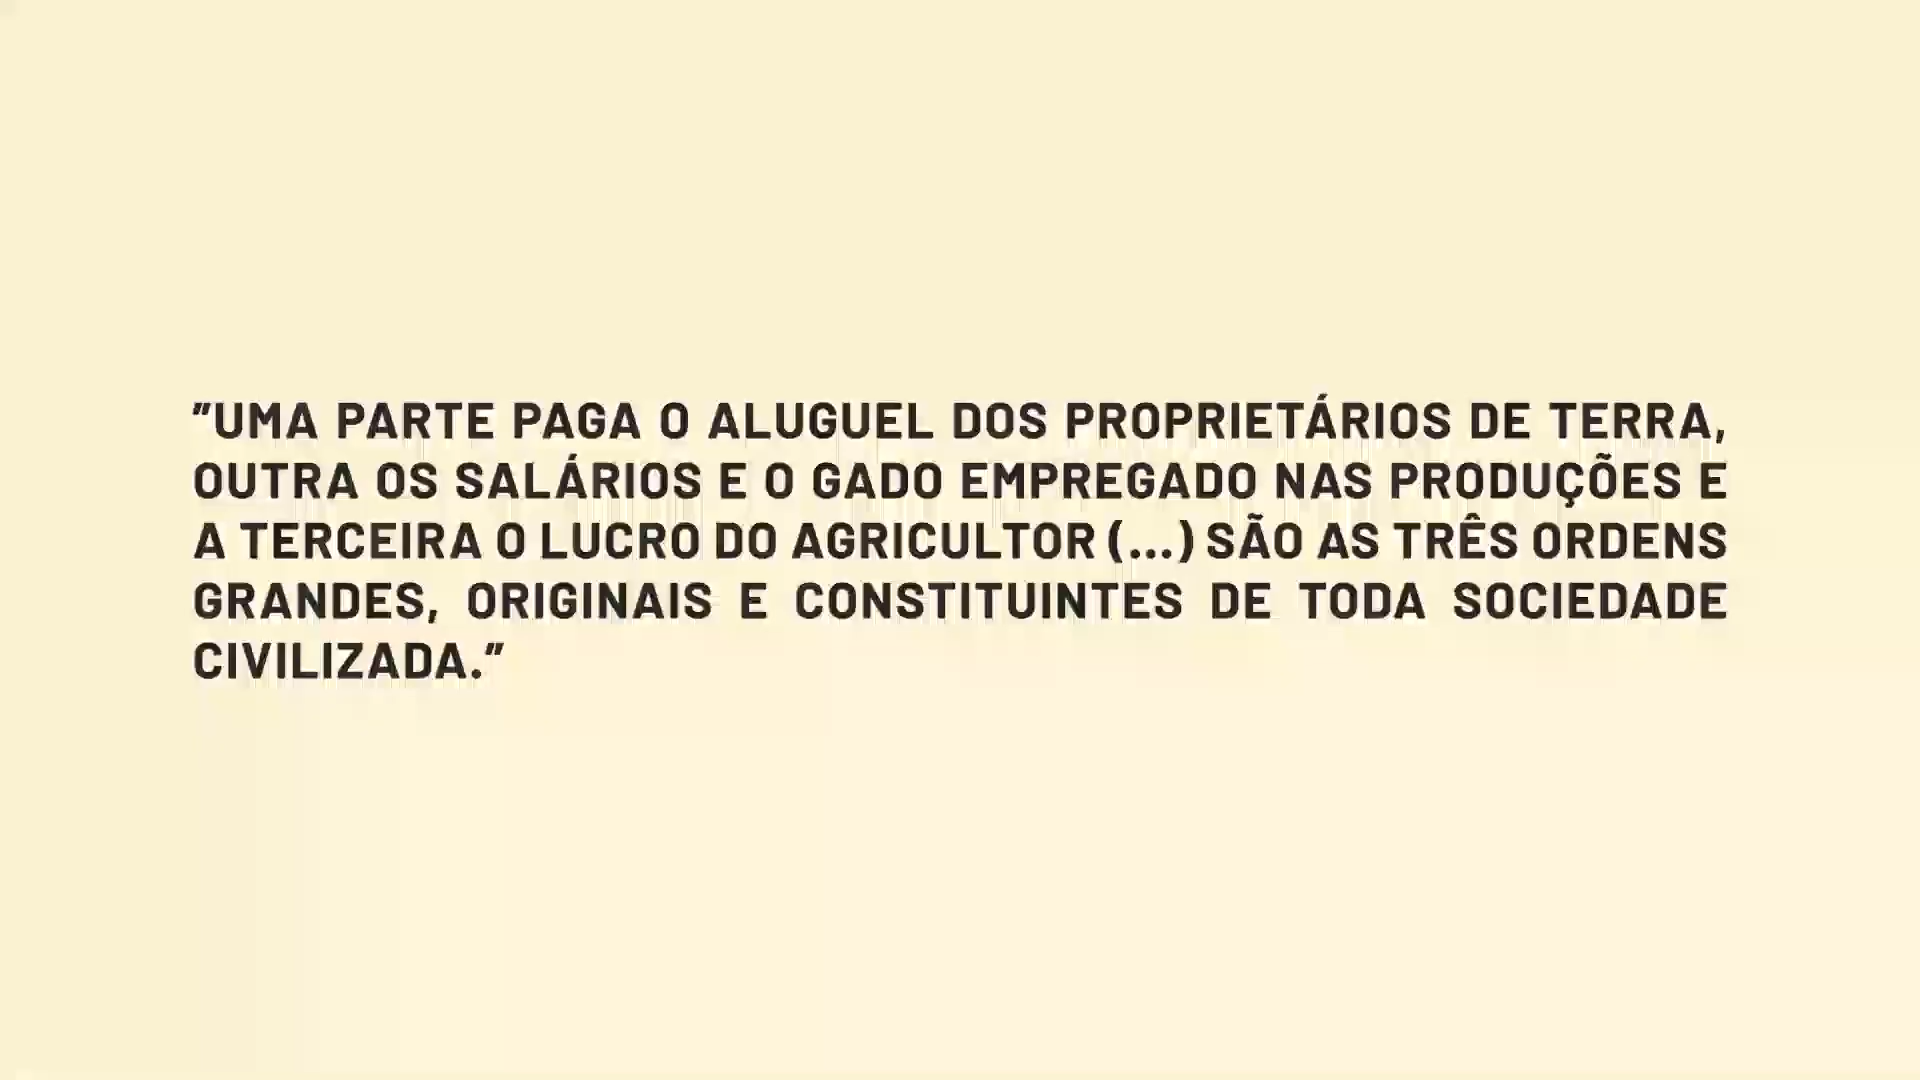 "UMA PARTE PAGA O ALUGUEL DOS PROPRIETÁRIOS DE TERRA,
OUTRA OS SALÁRIOS E O GADO EMPREGADO NAS PRODUÇÕES E
A TERCEIRA O LUCRO DO AGRICULTOR (...) SÃO AS TRÊS ORDENS
GRANDES, ORIGINAIS E CONSTITUINTES DE TODA SOCIEDADE
CIVILIZADA."